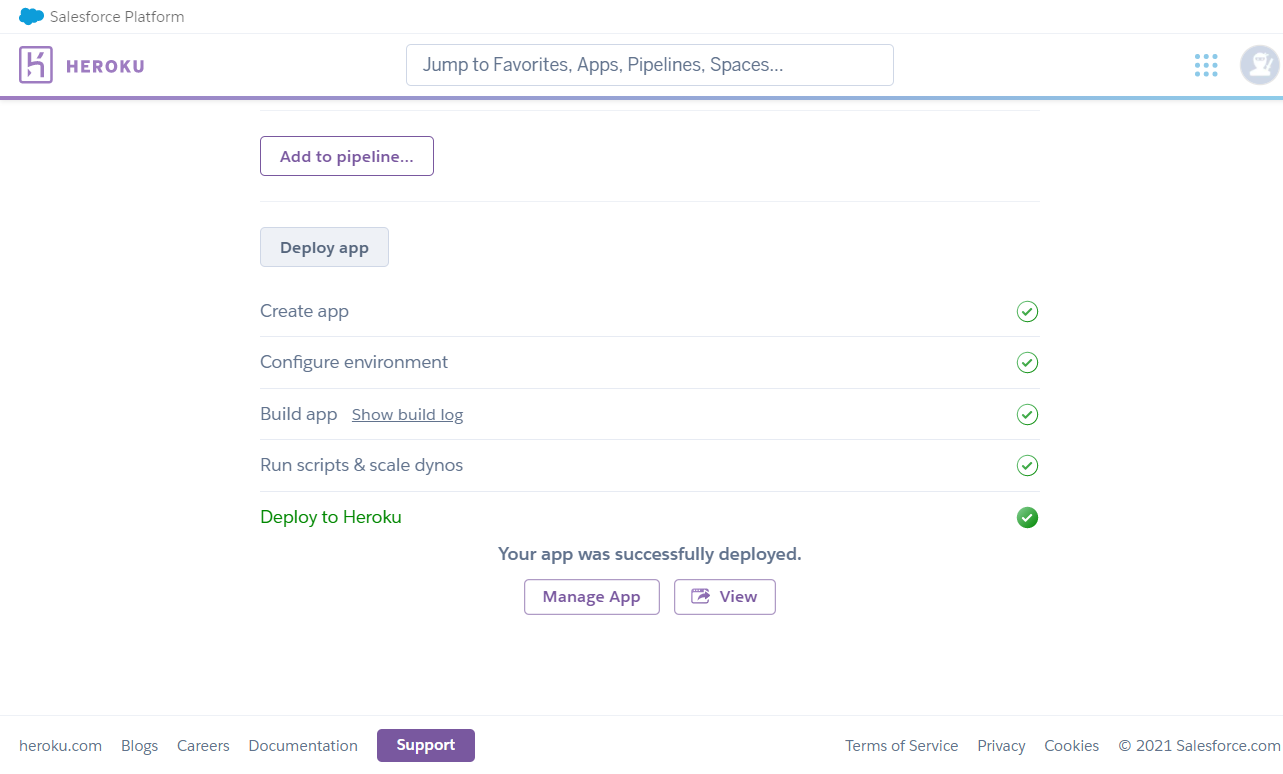 Salesforce Platform
HEROKU
Jump to Favorites, Apps, Pipelines, Spaces...
Add to pipeline...
Deploy app
Create app
Configure environment
Build app Show build log
Run scripts & scale dynos
Deploy to Heroku
Your app was successfully deployed.
Manage App View
heroku.com Blogs Careers Documentation Support Terms of Service Privacy Cookies © 2021 Salesforce.com